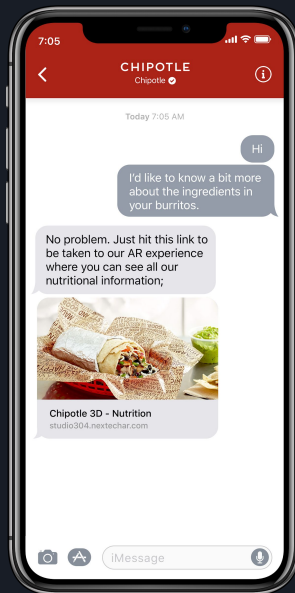 7:05
CHIPOTLE
Chipotle
Today 7:05 AM
Hi
I'd like to know a bit more
about the ingredients in
your burritos.
No problem. Just hit this link to
be taken to our AR experience
where you can see all our
nutritional information;
Chipotle 3D - Nutrition
studio304.nextechar.com
iMessage